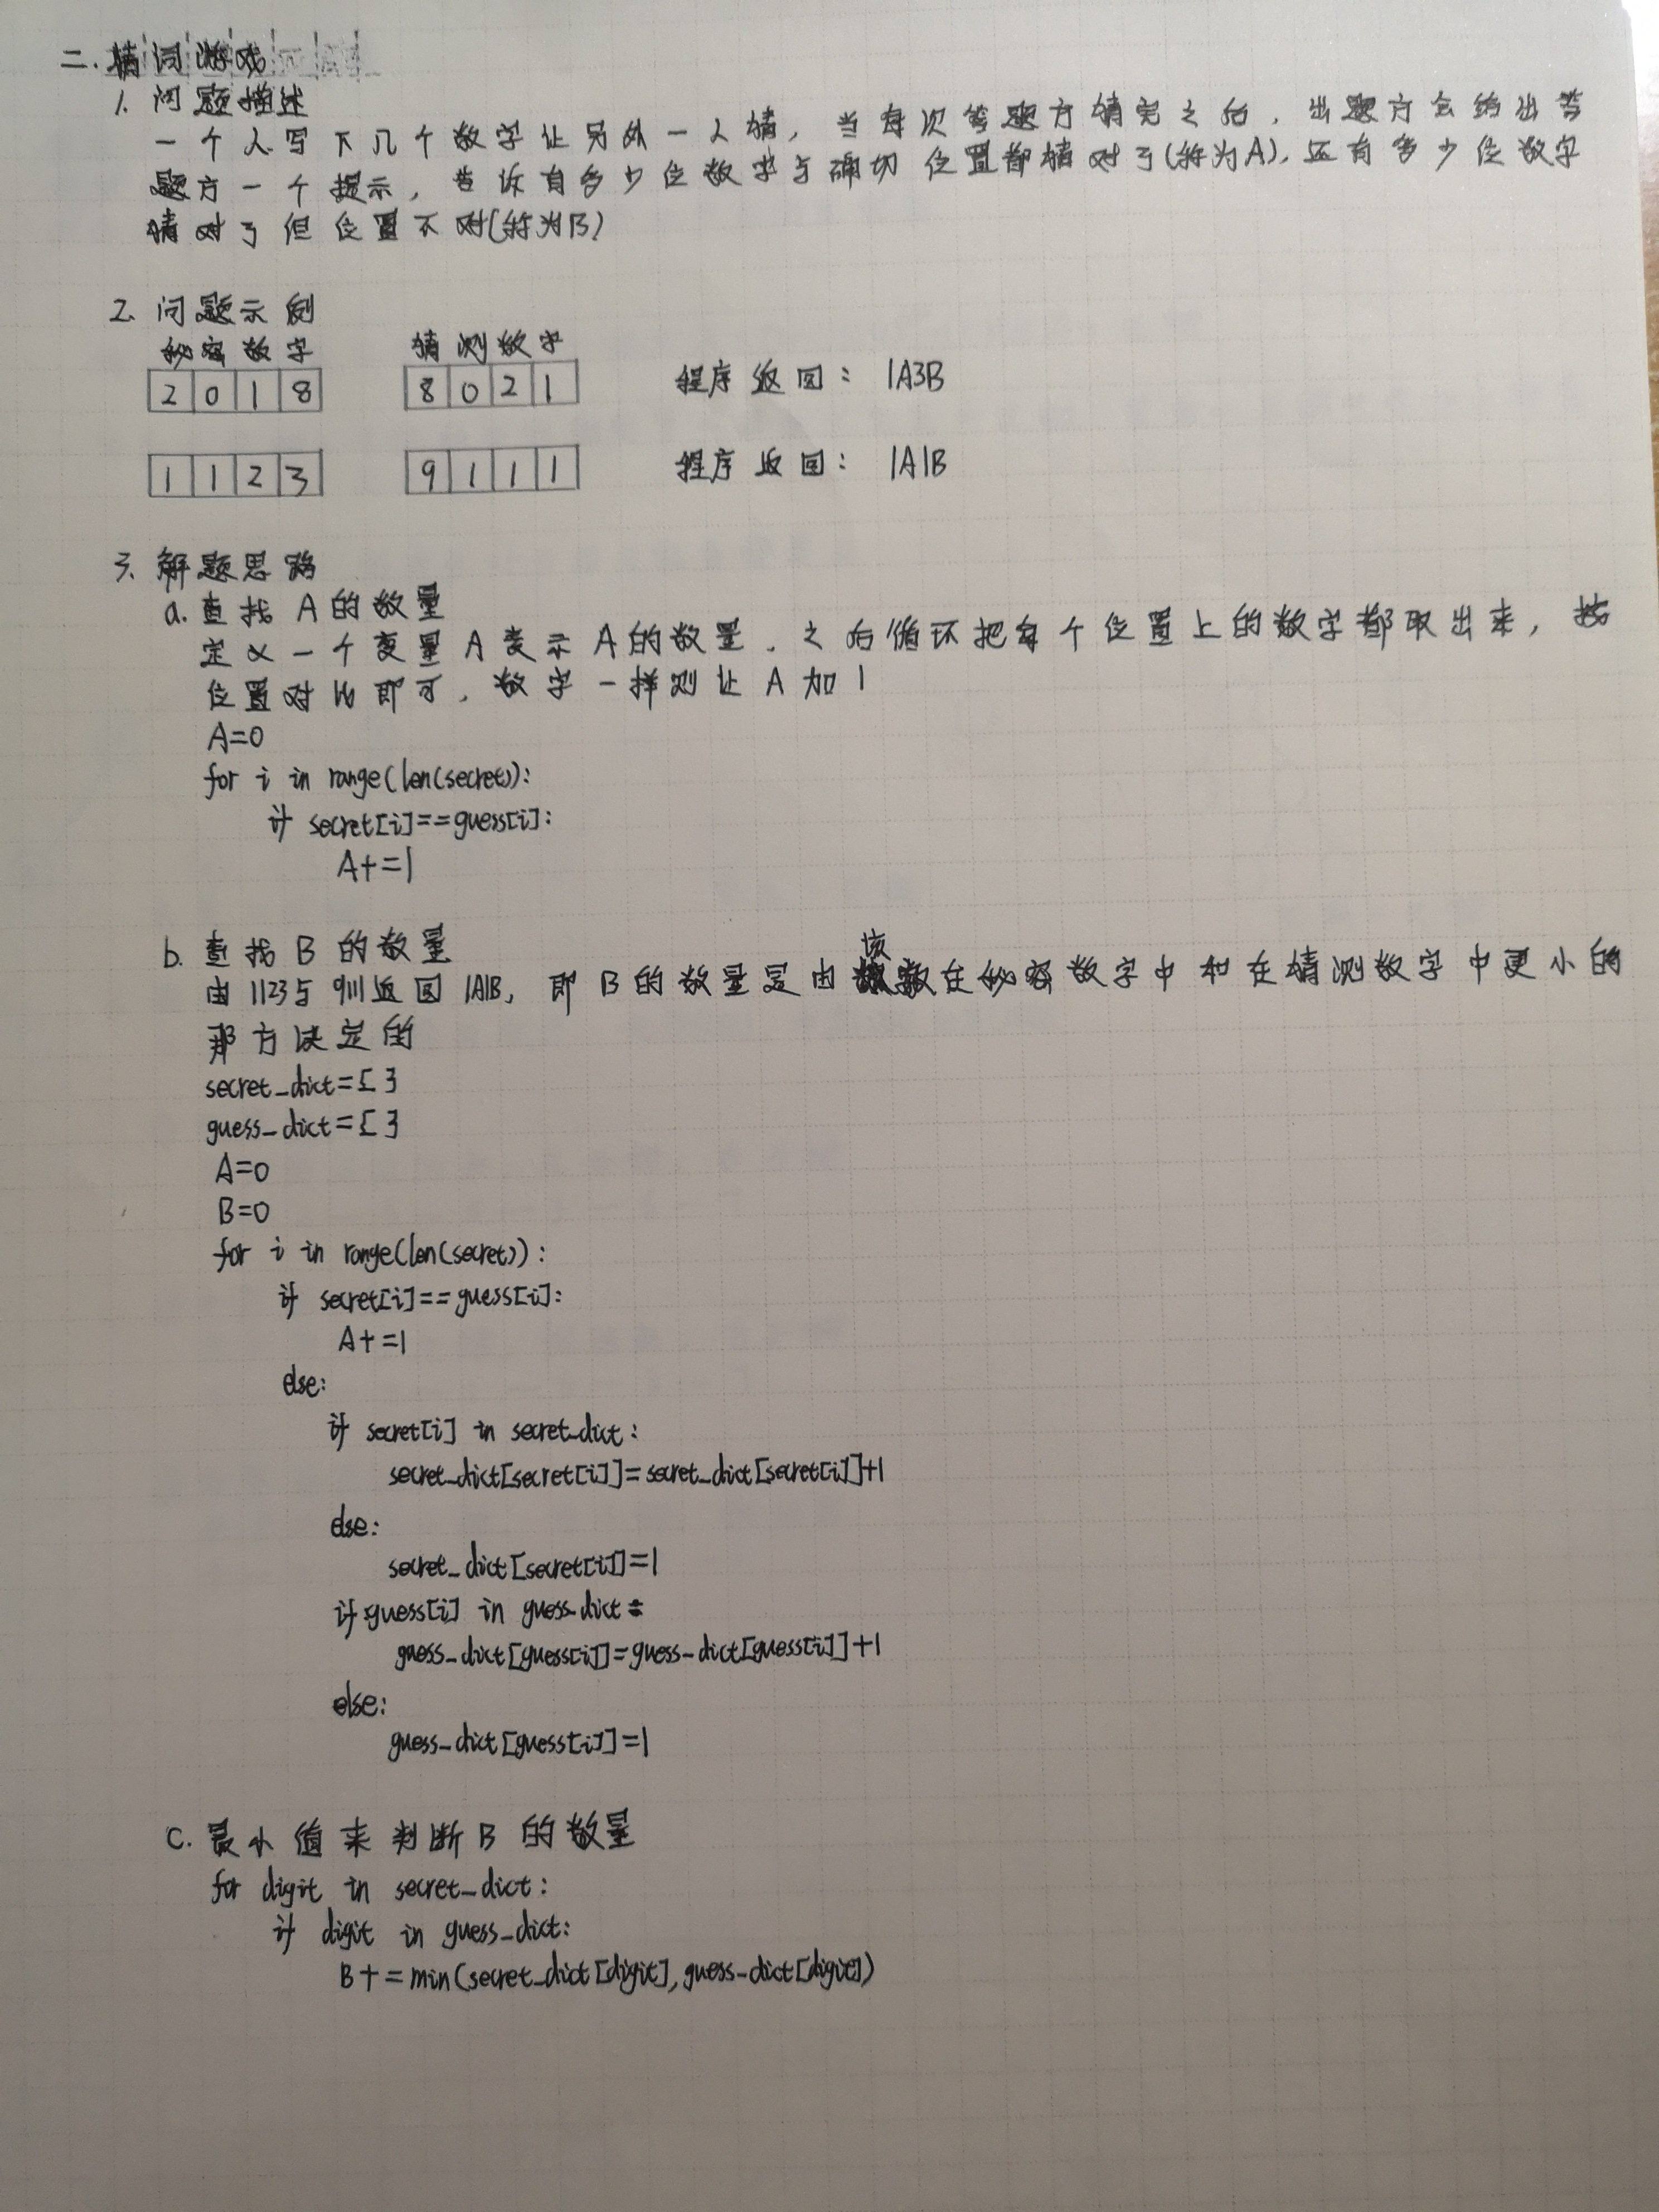 二.猜词游戏
1. 问题描述
一个人写下几个数字让另外一人猜，当每次答题方猜完之后，出题方会给出答
题方一个提示，告诉有多少位数字与确切位置都猜对了(称为A)，还有多少位数字
猜对了但位置不对(称为B)
2. 问题示例
秘密数字 猜测数字
2 0 1 8 8 0 2 1 程序返回： 1A3B
1 1 2 3 9 1 1 1 程序返回： 1A1B
3. 解题思路
a. 查找A的数量
定义一个变量A表示A的数量，之后循环把每个位置上的数字都取出来，按
位置对比即可，数字一样则让A加1
A=0
for i in range(len(secret)):
if secret[i]==guess[i]:
A+=1
b. 查找B的数量
由1123与9111返回1A1B，即B的数量是由该数在秘密数字中和在猜测数字中更小的
那方决定的
secret_dict={}
guess_dict={}
A=0
B=0
for i in range(len(secret)):
if secret[i]==guess[i]:
A+=1
else:
if secret[i] in secret_dict:
secret_dict[secret[i]]=secret_dict[secret[i]]+1
else:
secret_dict[secret[i]]=1
if guess[i] in guess_dict:
guess_dict[guess[i]]=guess_dict[guess[i]]+1
else:
guess_dict[guess[i]]=1
c. 最小值来判断B的数量
for digit in secret_dict:
if digit in guess_dict:
B+=min(secret_dict[digit],guess_dict[digit])